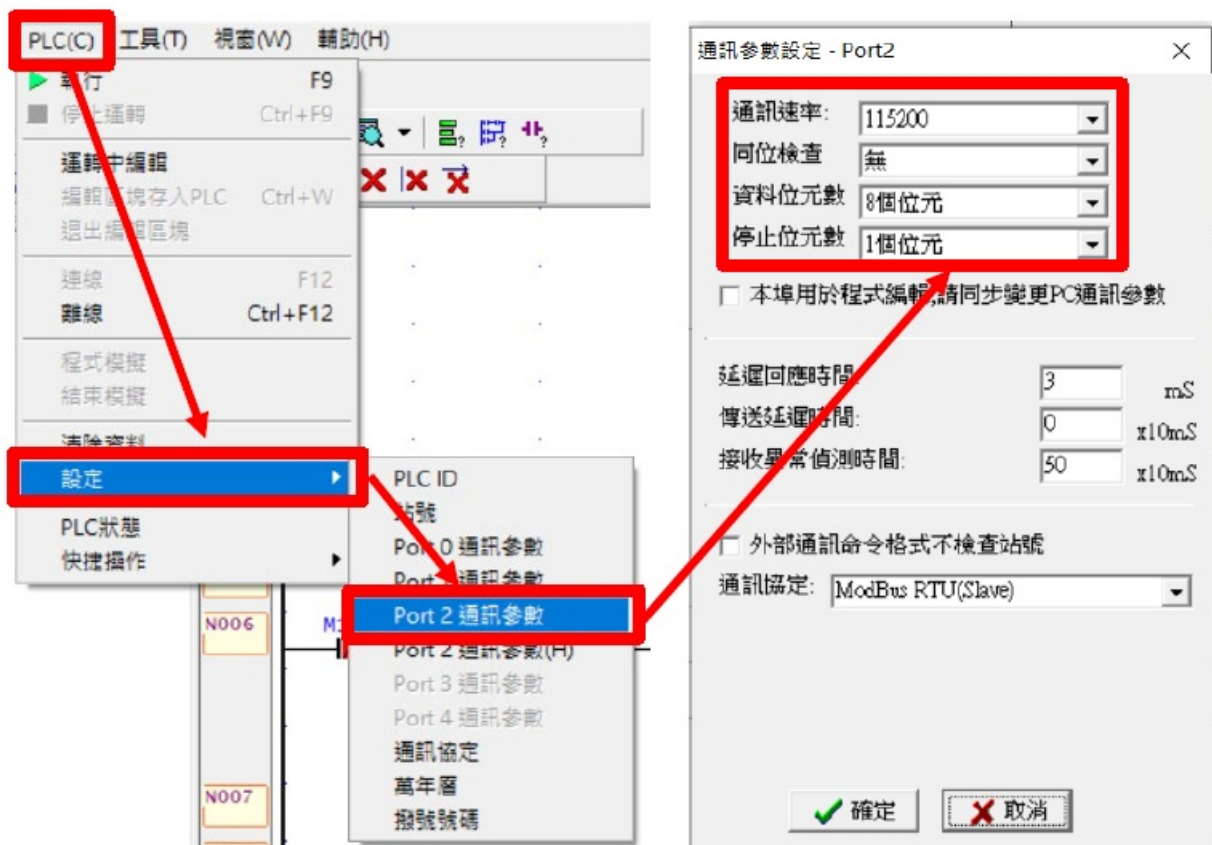 PLC(C) 工具(T) 視窗(W) 輔助(H)
執行 F9
停止運轉 Ctrl+F9
運轉中編輯
編輯區塊存入PLC Ctrl+W
退出編輯區塊
連線 F12
離線 Ctrl+F12
程式模擬
結束模擬
清除資料
設定
PLC狀態
快捷操作
PLC ID
站號
Port 0 通訊參數
Port 1 通訊參數
Port 2 通訊參數
Port 2 通訊參數(H)
Port 3 通訊參數
Port 4 通訊參數
通訊協定
萬年曆
撥號號碼
N006
N007
通訊參數設定 - Port2
通訊速率: 115200
同位檢查 無
資料位元數 8個位元
停止位元數 1個位元
本埠用於程式編輯,請同步變更PC通訊參數
延遲回應時間: 3 mS
傳送延遲時間: 0 x10mS
接收異常偵測時間: 50 x10mS
外部通訊命令格式不檢查站號
通訊協定: ModBus RTU(Slave)
確定 取消